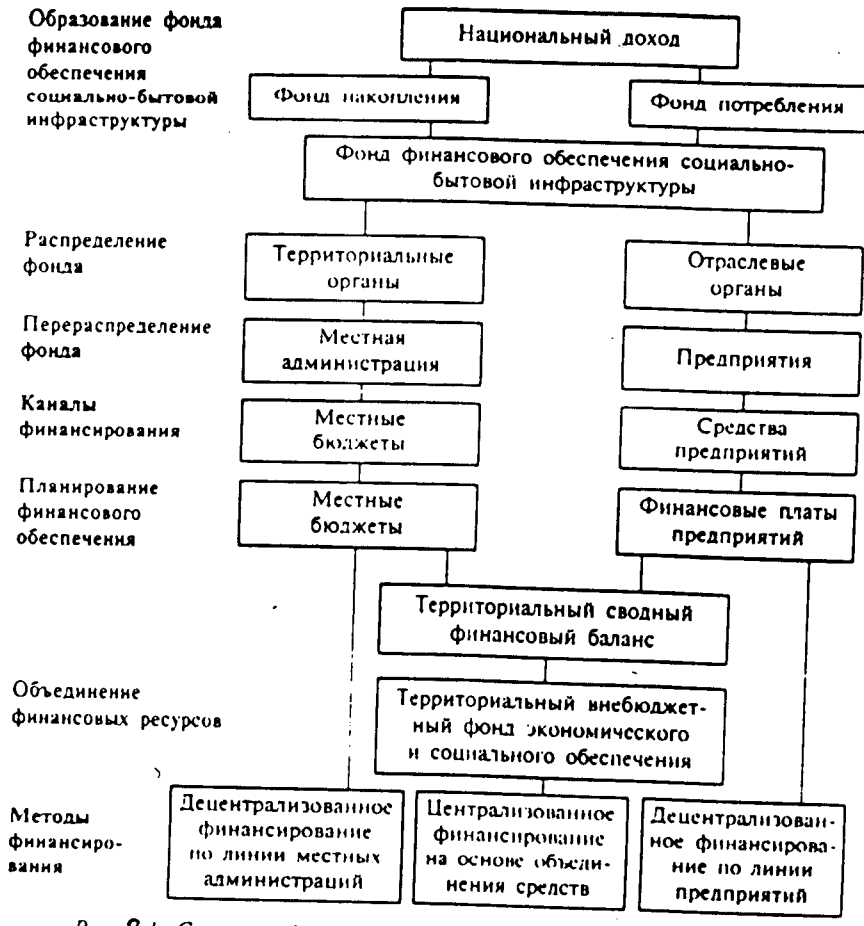 Образование фонда
финансового
обеспечения
социально-бытовой
инфраструктуры
Национальный доход
Фонд накопления
Фонд потребления
Фонд финансового обеспечения социально-
бытовой инфраструктуры
Распределение
фонда
Территориальные
органы
Отраслевые
органы
Перераспределение
фонда
Местная
администрация
Предприятия
Каналы
финансирования
Местные
бюджеты
Средства
предприятий
Планирование
финансового
обеспечения
Местные
бюджеты
Финансовые платы
предприятий
Территориальный сводный
финансовый баланс
Объединение
финансовых ресурсов
Территориальный внебюджет-
ный фонд экономического
и социального обеспечения
Методы
финансиро-
вания
Децентрализованное
финансирование
по линии местных
администраций
Централизованное
финансирование
на основе объеди-
нения средств
Децентрализован-
ное финансирова-
ние по линии
предприятий